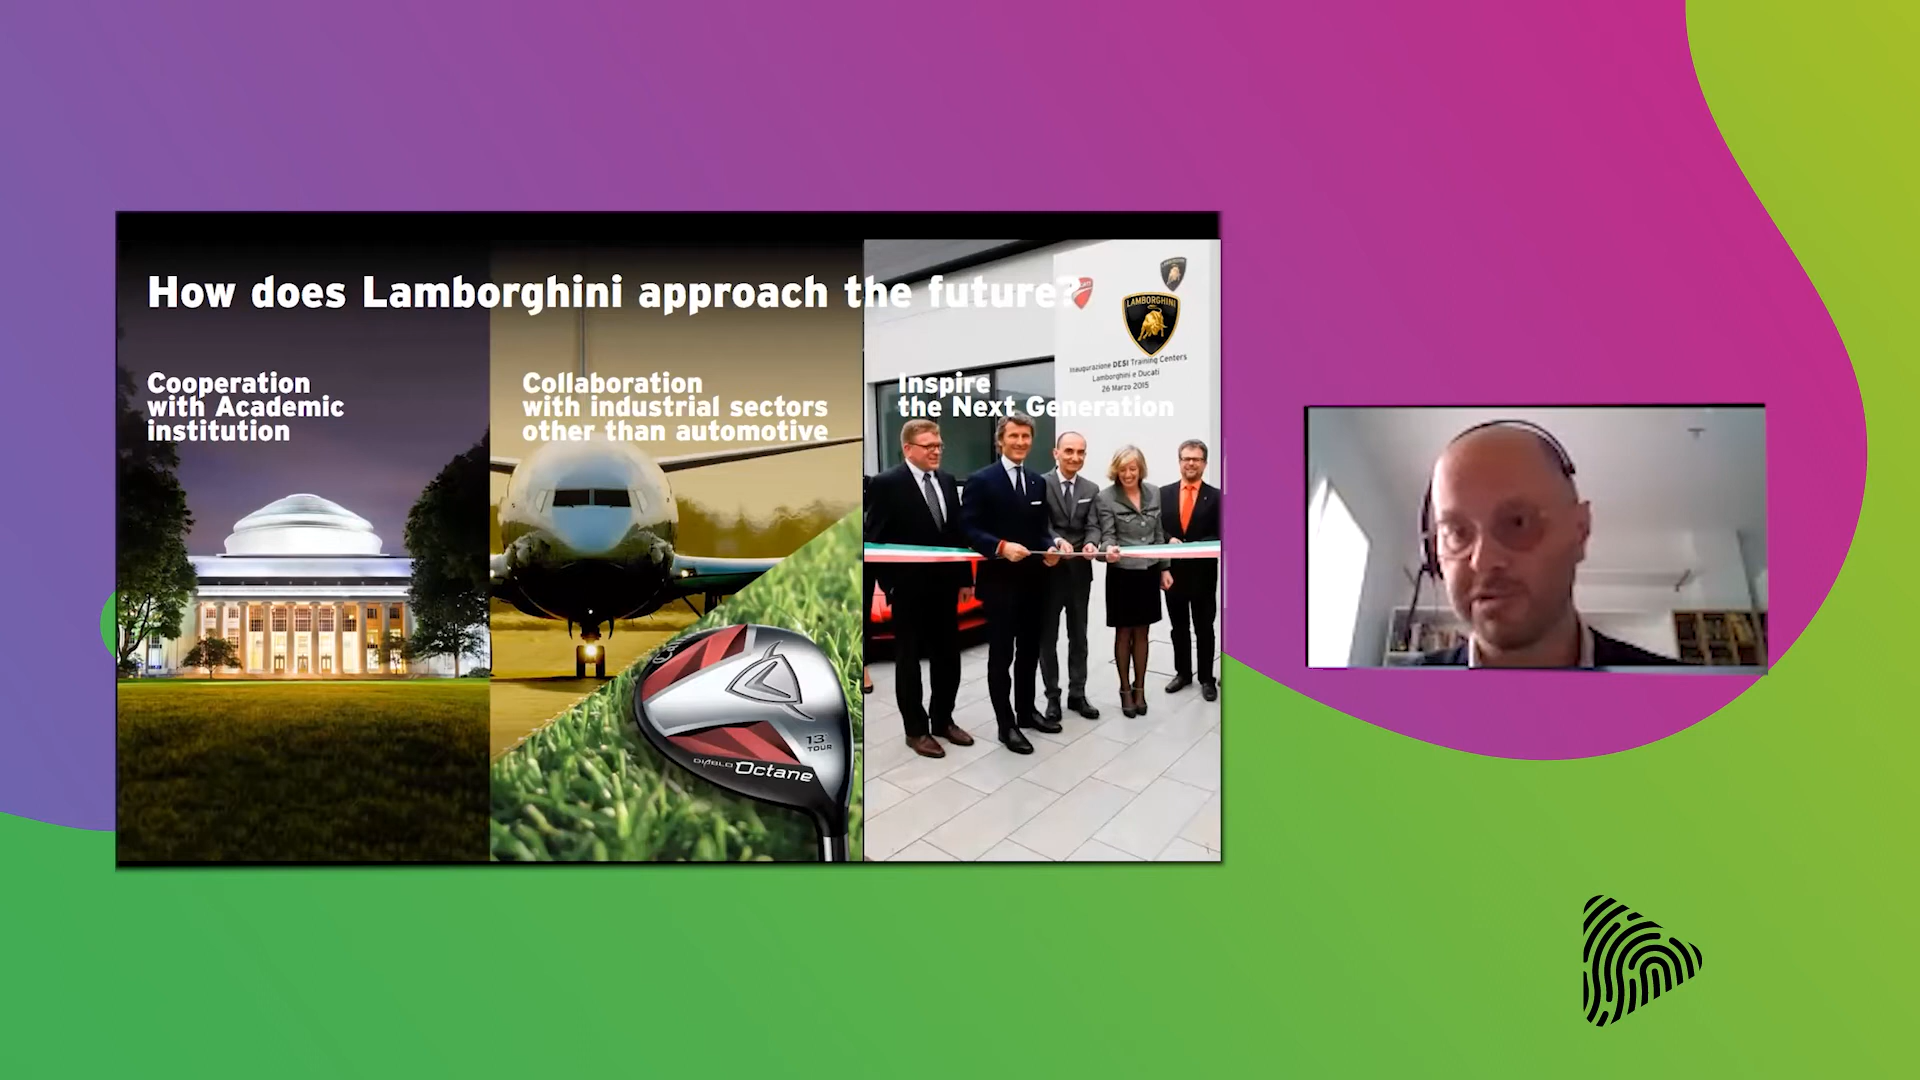 How does Lamborghini approach the future?
Cooperation
with Academic
institution
Collaboration
with industrial sectors
other than automotive
Inspire
the Next Generation
LAMBORGHINI
Inaugurazione DESI Training Centers
Lamborghini e Ducati
26 Marzo 2015
13°
TOUR
DIABLO Octane